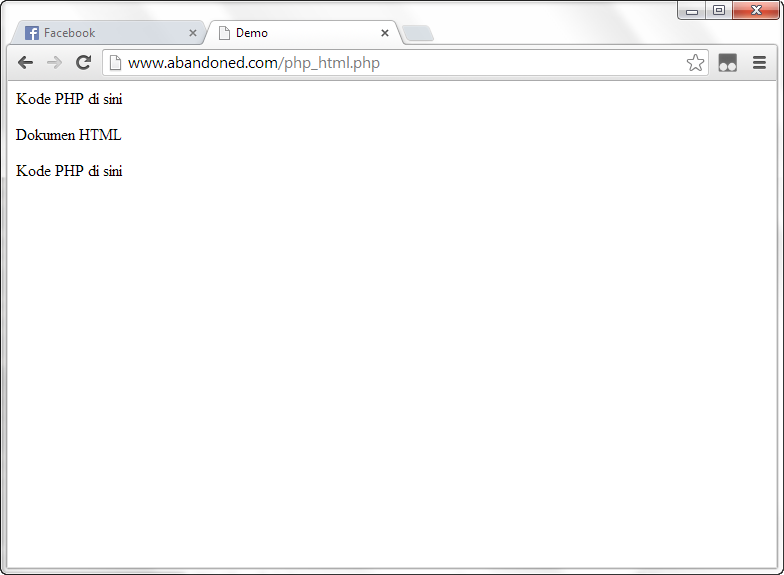 Facebook
Demo
www.abandoned.com/php_html.php
Kode PHP di sini
Dokumen HTML
Kode PHP di sini